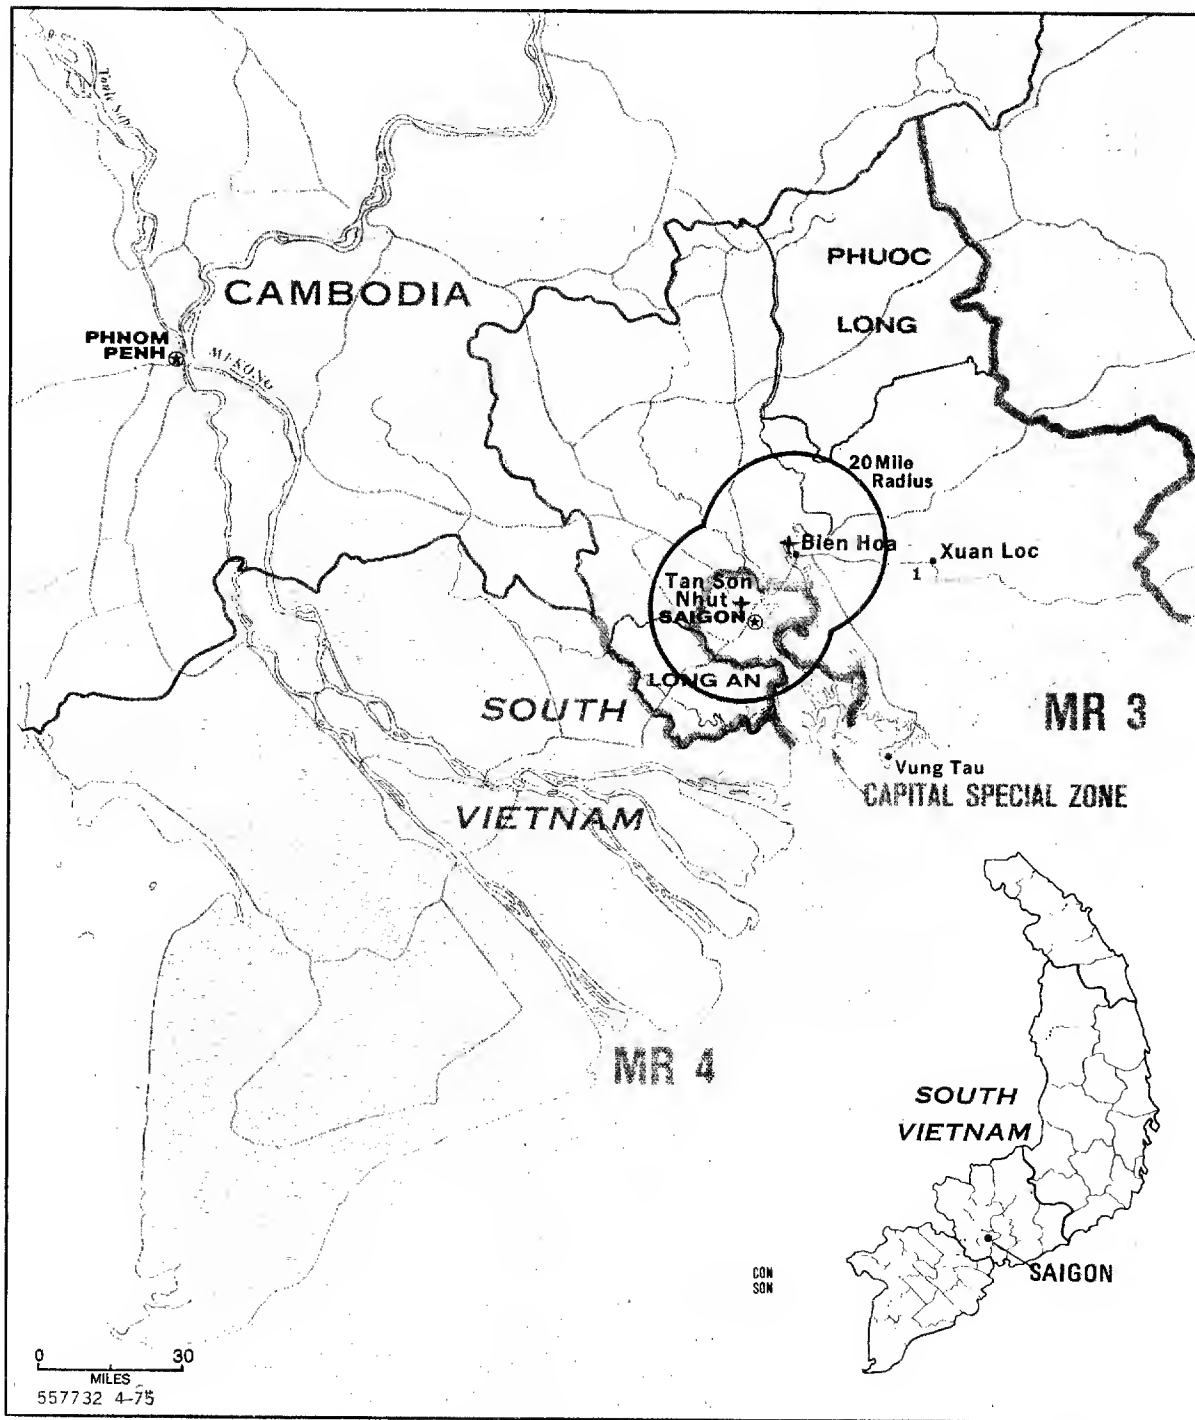 Tonle Sap
CAMBODIA
PHUOC
LONG
PHNOM
PENH
MEKONG
20 Mile
Radius
Bien Hoa
Xuan Loc
1
Tan Son
Nhut
SAIGON
LONG AN
SOUTH
VIETNAM
MR 3
Vung Tau
CAPITAL SPECIAL ZONE
MR 4
SOUTH
VIETNAM
SAIGON
CON
SON
0 30
MILES
557732 4-75